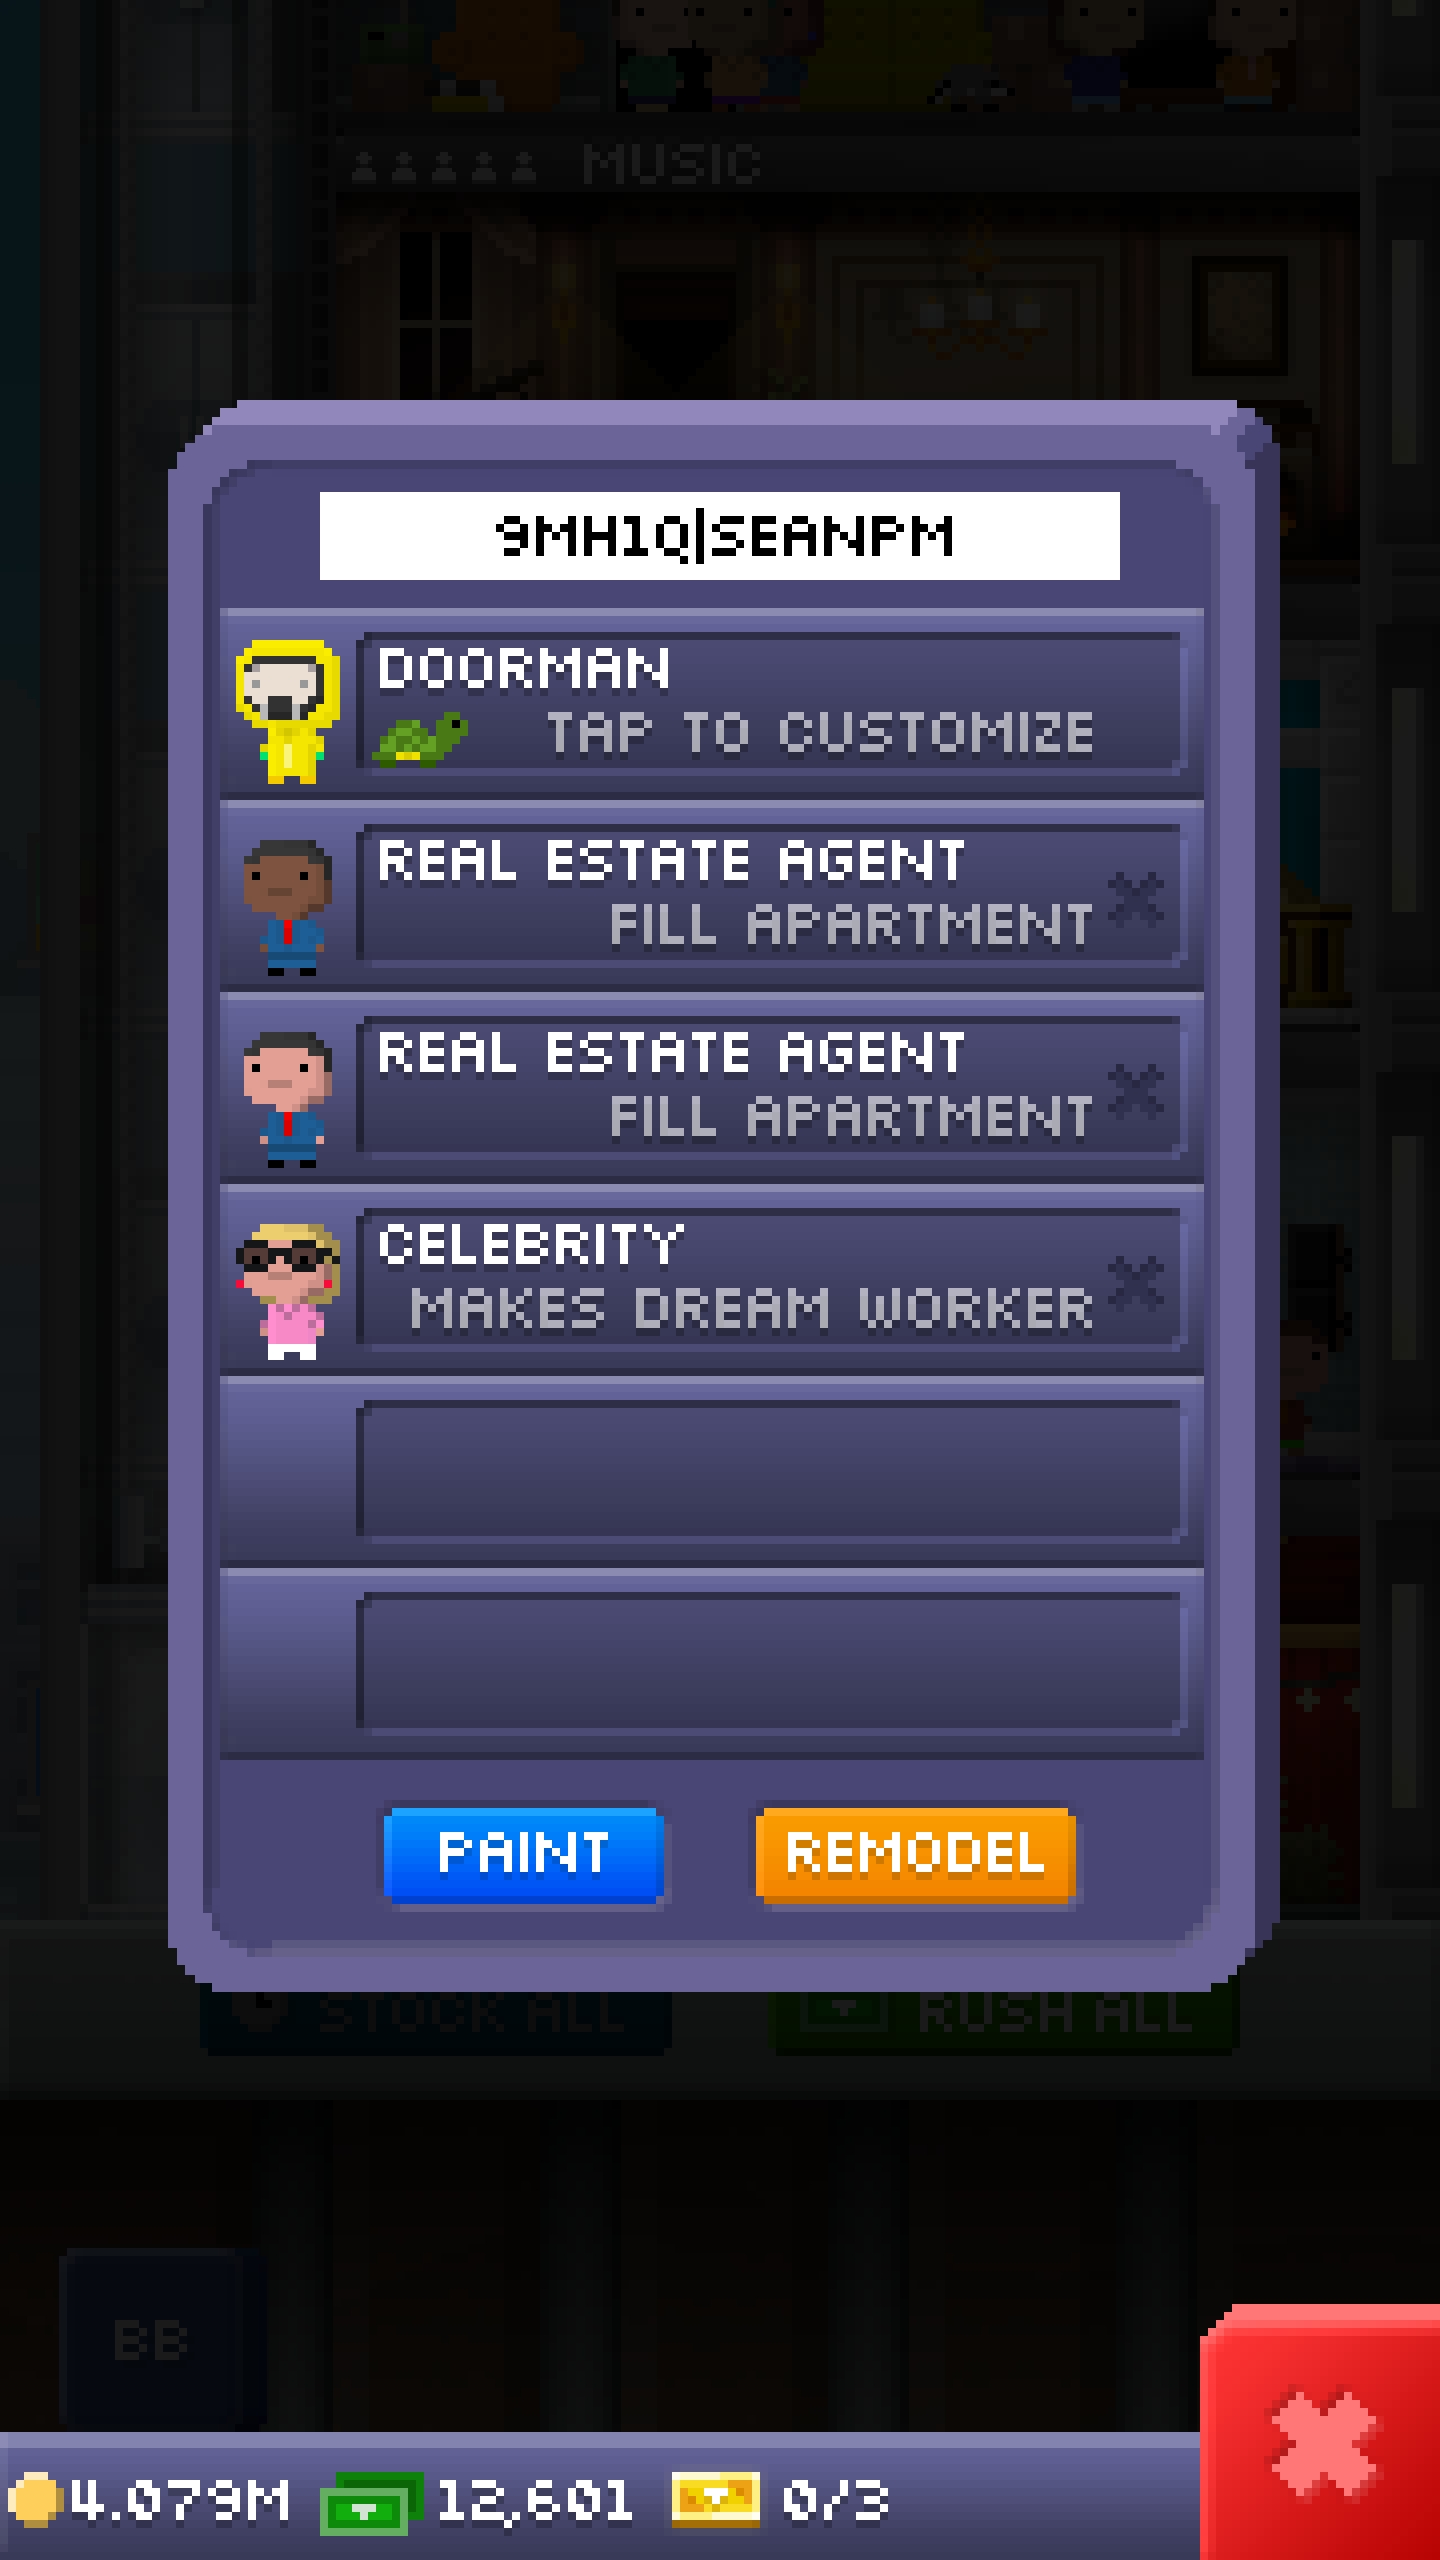 MUSIC
9MH1Q|SEANPM
DOORMAN
TAP TO CUSTOMIZE
REAL ESTATE AGENT
FILL APARTMENT
REAL ESTATE AGENT
FILL APARTMENT
CELEBRITY
MAKES DREAM WORKER
PAINT REMODEL
STOCK ALL RUSH ALL
BB
4.079M 12,601 0/3